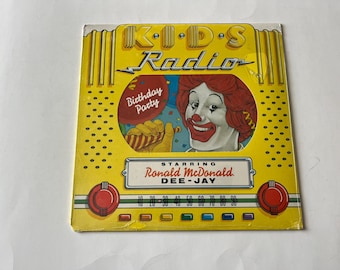 K·I·D·S
Radio
Birthday
Party
STARRING
Ronald McDonald
DEE-JAY